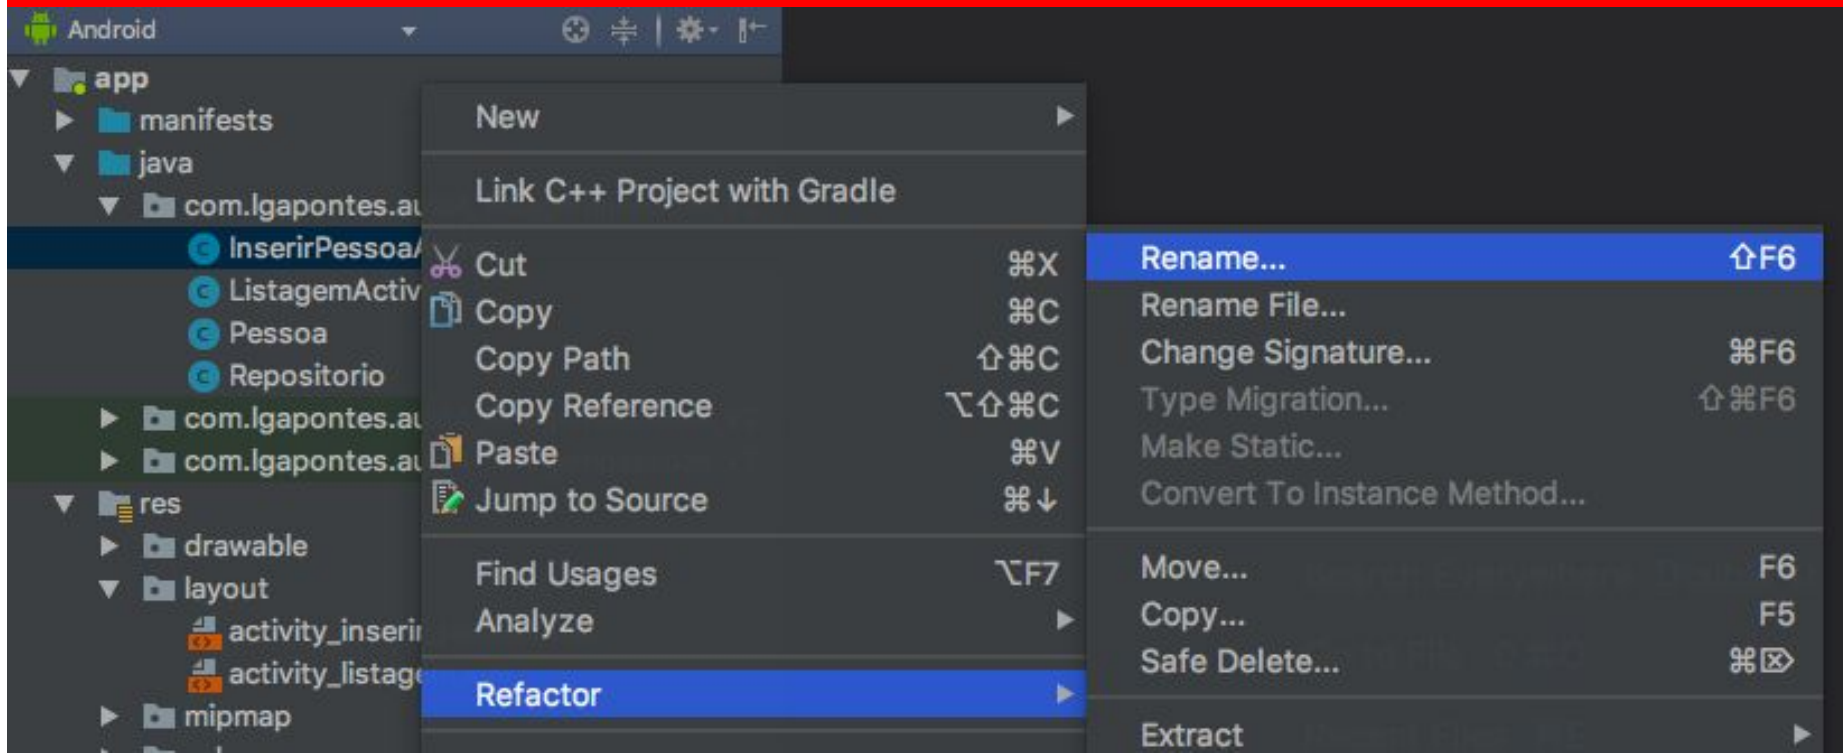 Android
app
manifests
java
com.lgapontes.au
InserirPessoaA
ListagemActiv
Pessoa
Repositorio
com.lgapontes.au
com.lgapontes.au
res
drawable
layout
activity_inserir
activity_listage
mipmap
New
Link C++ Project with Gradle
Cut ⌘X
Copy ⌘C
Copy Path ⇧⌘C
Copy Reference ⌥⇧⌘C
Paste ⌘V
Jump to Source ⌘↓
Find Usages ⌥F7
Analyze
Refactor
Rename... ⇧F6
Rename File...
Change Signature... ⌘F6
Type Migration... ⇧⌘F6
Make Static...
Convert To Instance Method...
Move... F6
Copy... F5
Safe Delete... ⌘⌦
Extract